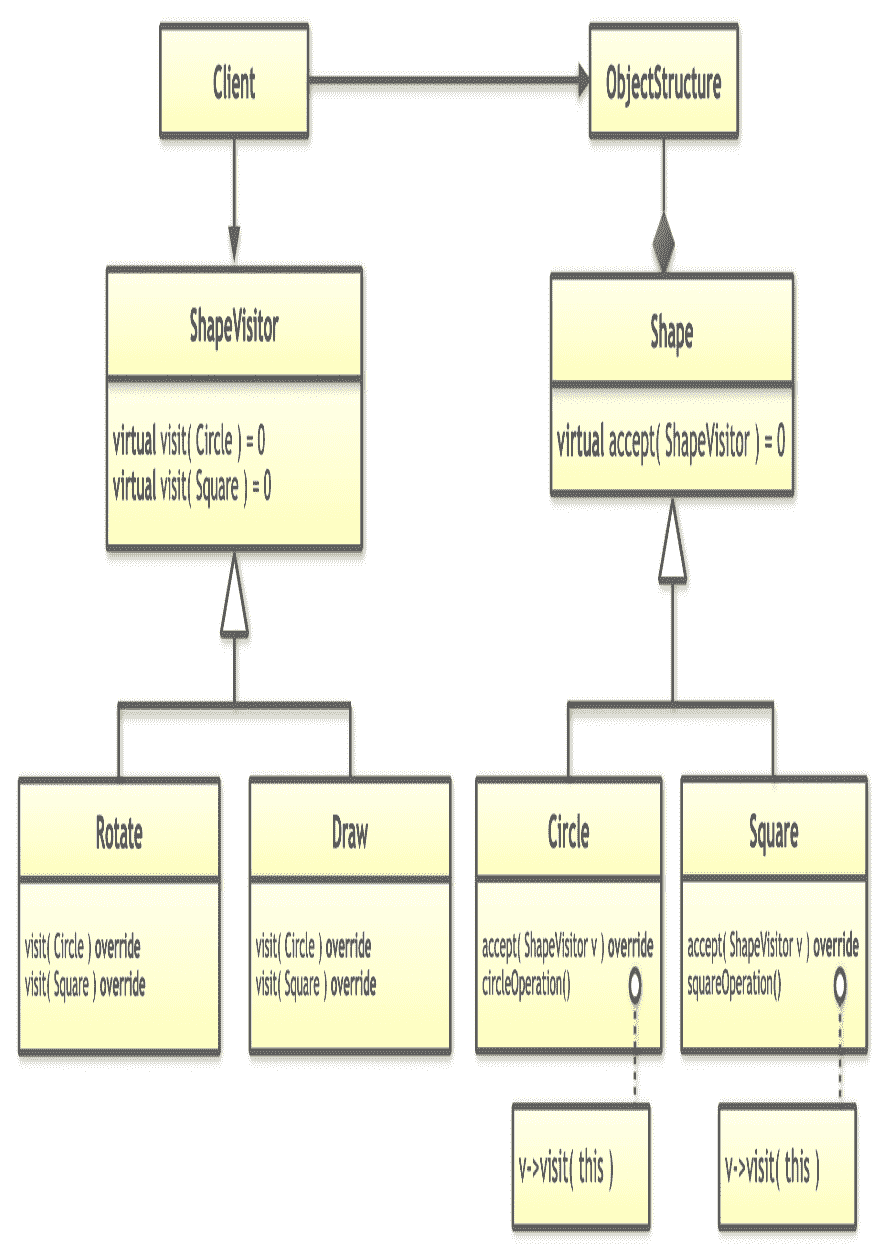 Client
ObjectStructure
ShapeVisitor
virtual visit( Circle ) = 0
virtual visit( Square ) = 0
Shape
virtual accept( ShapeVisitor ) = 0
Rotate
visit( Circle ) override
visit( Square ) override
Draw
visit( Circle ) override
visit( Square ) override
Circle
accept( ShapeVisitor v ) override
circleOperation()
Square
accept( ShapeVisitor v ) override
squareOperation()
v->visit( this )
v->visit( this )